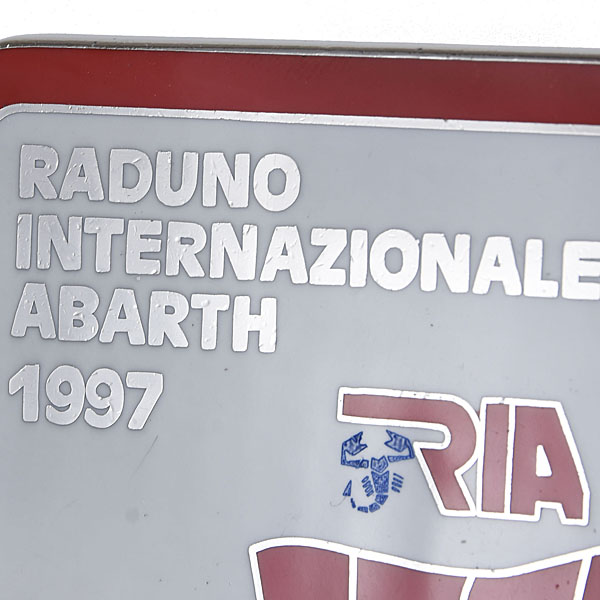 RADUNO
INTERNAZIONALE
ABARTH
1997
RIA